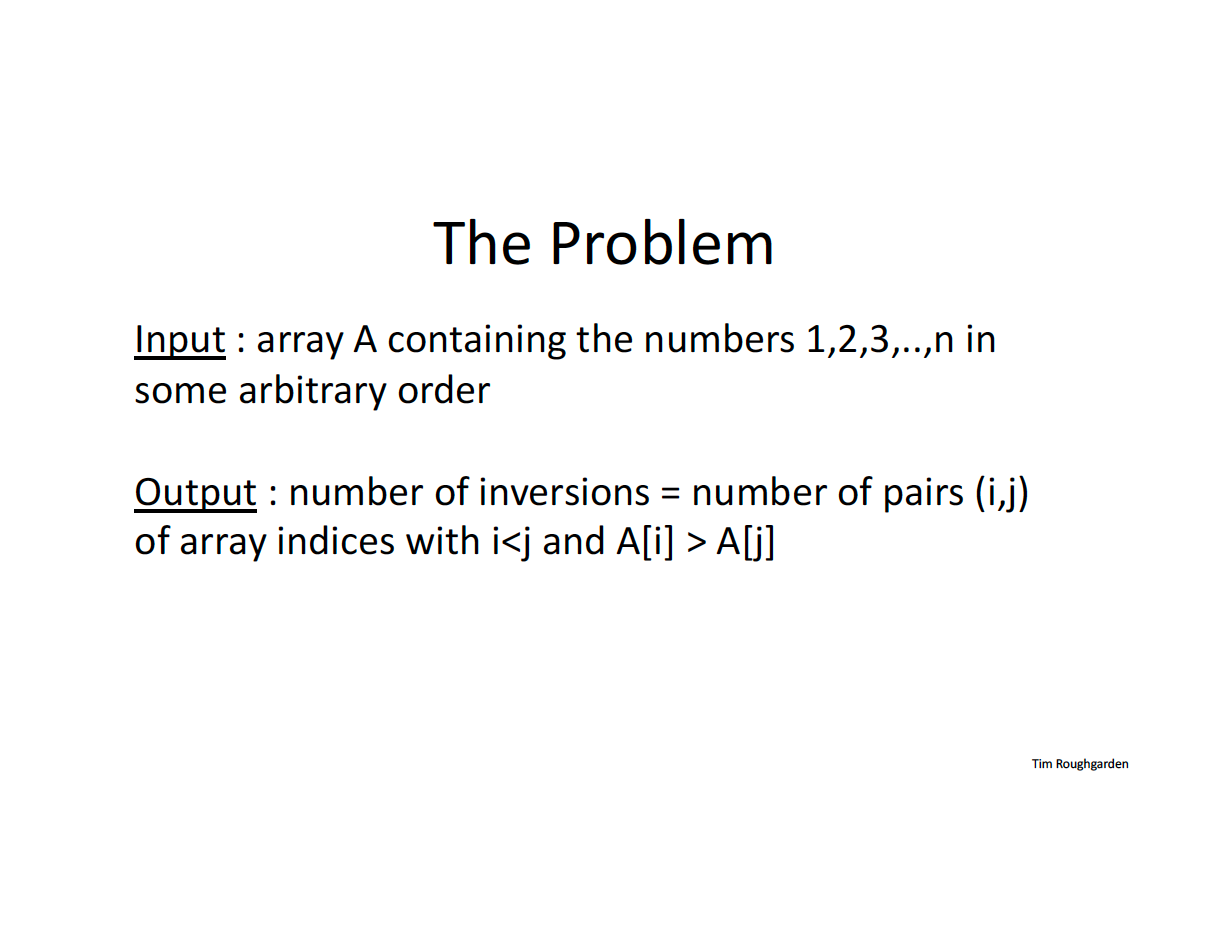 The Problem
Input : array A containing the numbers 1,2,3,..,n in
some arbitrary order
Output : number of inversions = number of pairs (i,j)
of array indices with i<j and A[i] > A[j]
Tim Roughgarden